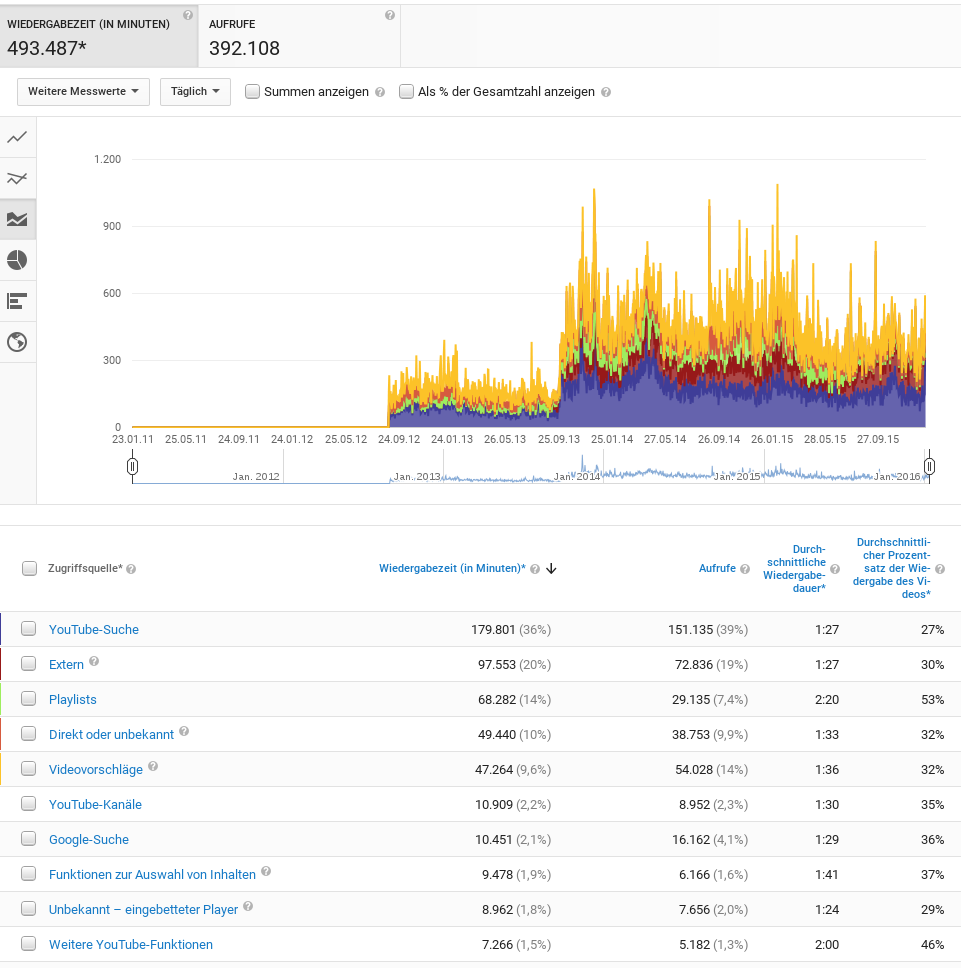 WIEDERGABEZEIT (IN MINUTEN) ?
AUFRUFE ?
493.487*
392.108
Weitere Messwerte
Täglich
Summen anzeigen ?
Als % der Gesamtzahl anzeigen ?
1.200
900
600
300
0
23.01.11 25.05.11 24.09.11 24.01.12 25.05.12 24.09.12 24.01.13 26.05.13 25.09.13 25.01.14 27.05.14 26.09.14 26.01.15 28.05.15 27.09.15
Jan. 2012 Jan. 2013 Jan. 2014 Jan. 2015 Jan. 2016
Zugriffsquelle* ?
Wiedergabezeit (in Minuten)* ?
Aufrufe ?
Durch-
schnittliche
Wiedergabe-
dauer* ?
Durchschnittli-
cher Prozent-
satz der Wie-
dergabe des Vi-
deos* ?
YouTube-Suche 179.801 (36%) 151.135 (39%) 1:27 27%
Extern ? 97.553 (20%) 72.836 (19%) 1:27 30%
Playlists 68.282 (14%) 29.135 (7,4%) 2:20 53%
Direkt oder unbekannt ? 49.440 (10%) 38.753 (9,9%) 1:33 32%
Videovorschläge ? 47.264 (9,6%) 54.028 (14%) 1:36 32%
YouTube-Kanäle 10.909 (2,2%) 8.952 (2,3%) 1:30 35%
Google-Suche 10.451 (2,1%) 16.162 (4,1%) 1:29 36%
Funktionen zur Auswahl von Inhalten ? 9.478 (1,9%) 6.166 (1,6%) 1:41 37%
Unbekannt – eingebetteter Player ? 8.962 (1,8%) 7.656 (2,0%) 1:24 29%
Weitere YouTube-Funktionen 7.266 (1,5%) 5.182 (1,3%) 2:00 46%